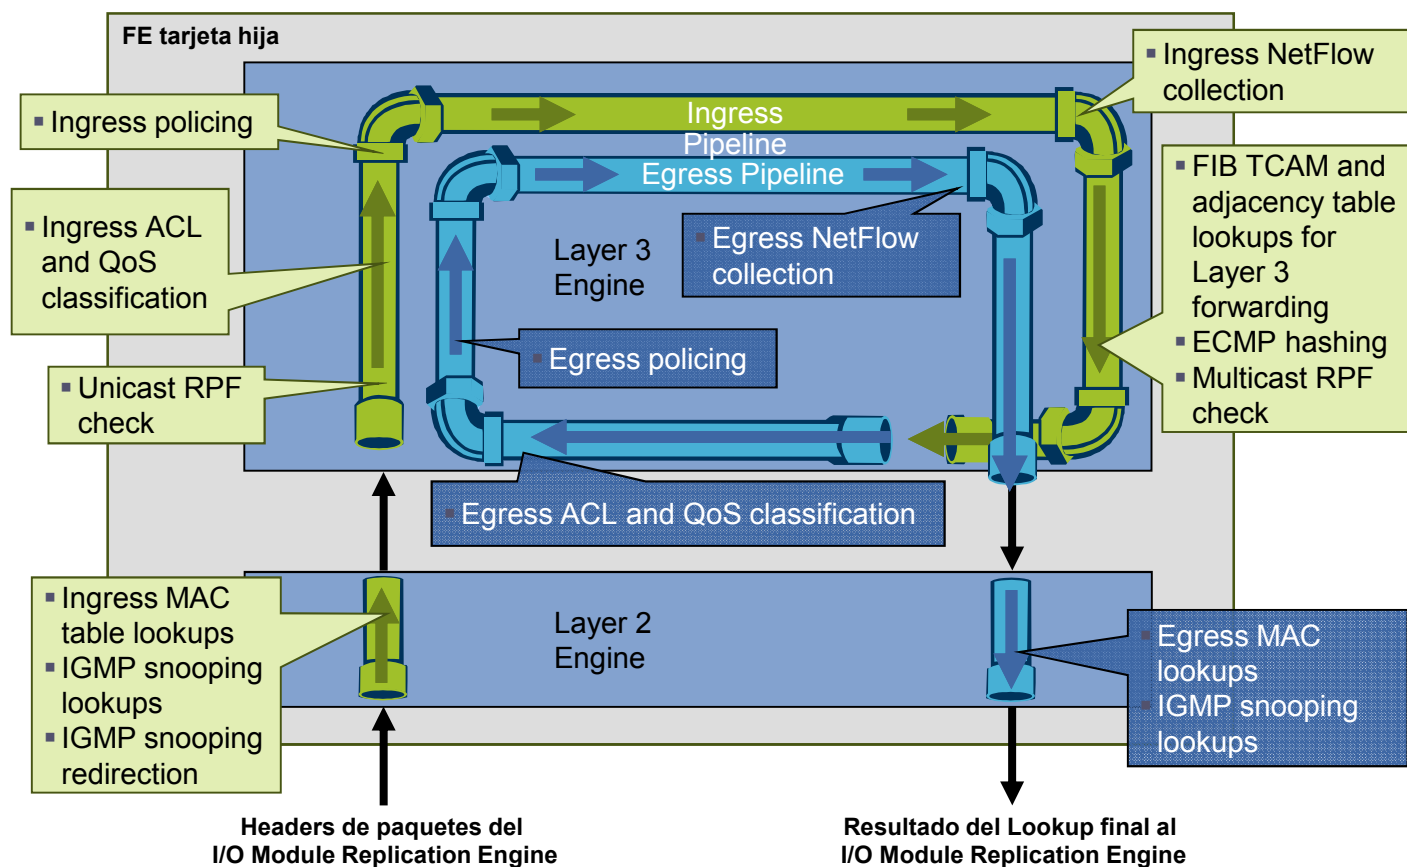 FE tarjeta hija
▪ Ingress NetFlow
collection
▪ Ingress policing
Ingress
Pipeline
Egress Pipeline
▪ FIB TCAM and
adjacency table
lookups for
Layer 3
forwarding
▪ ECMP hashing
▪ Multicast RPF
check
▪ Ingress ACL
and QoS
classification
Layer 3
Engine
▪ Egress NetFlow
collection
▪ Egress policing
▪ Unicast RPF
check
▪ Egress ACL and QoS classification
▪ Ingress MAC
table lookups
▪ IGMP snooping
lookups
▪ IGMP snooping
redirection
Layer 2
Engine
▪ Egress MAC
lookups
▪ IGMP snooping
lookups
Headers de paquetes del
I/O Module Replication Engine
Resultado del Lookup final al
I/O Module Replication Engine